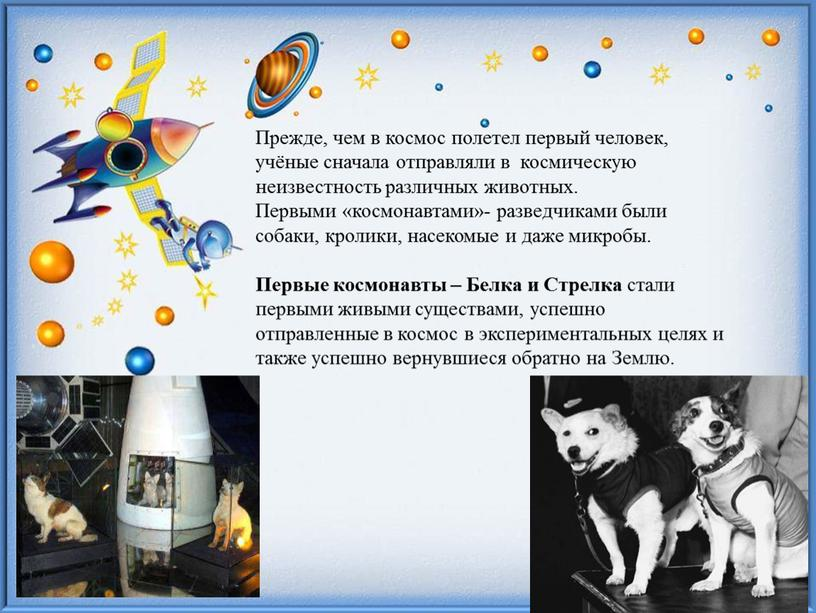 Прежде, чем в космос полетел первый человек,
учёные сначала отправляли в космическую
неизвестность различных животных.
Первыми «космонавтами»- разведчиками были
собаки, кролики, насекомые и даже микробы.
Первые космонавты – Белка и Стрелка стали
первыми живыми существами, успешно
отправленные в космос в экспериментальных целях и
также успешно вернувшиеся обратно на Землю.